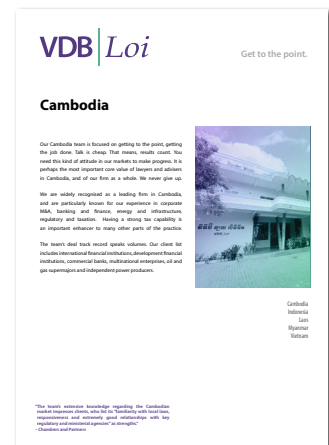 VDB Loi
Get to the point.
Cambodia
Our Cambodia team is focused on getting to the point, getting
the job done. Talk is cheap. That means, results count. You
need this kind of attitude in our markets to make progress. It is
perhaps the most important core value of lawyers and advisers
in Cambodia, and of our firm as a whole. We never give up.
We are widely recognized as a leading firm in Cambodia,
and are particularly known for our experience in corporate
M&A, banking and finance, energy and infrastructure,
regulatory and taxation. Having a strong tax capability is
an important enhancer to many other parts of the practice.
The team's deal track record speaks volumes. Our client list
includes international financial institutions, development financial
institutions, commercial banks, multinational enterprises, oil and
gas supermajors and independent power producers.
Cambodia
Indonesia
Laos
Myanmar
Vietnam
"The team's extensive knowledge regarding the Cambodian
market impresses clients, who list its "familiarity with local laws,
responsiveness and extremely good relationships with key
regulatory and ministerial agencies" as strengths."
– Chambers and Partners